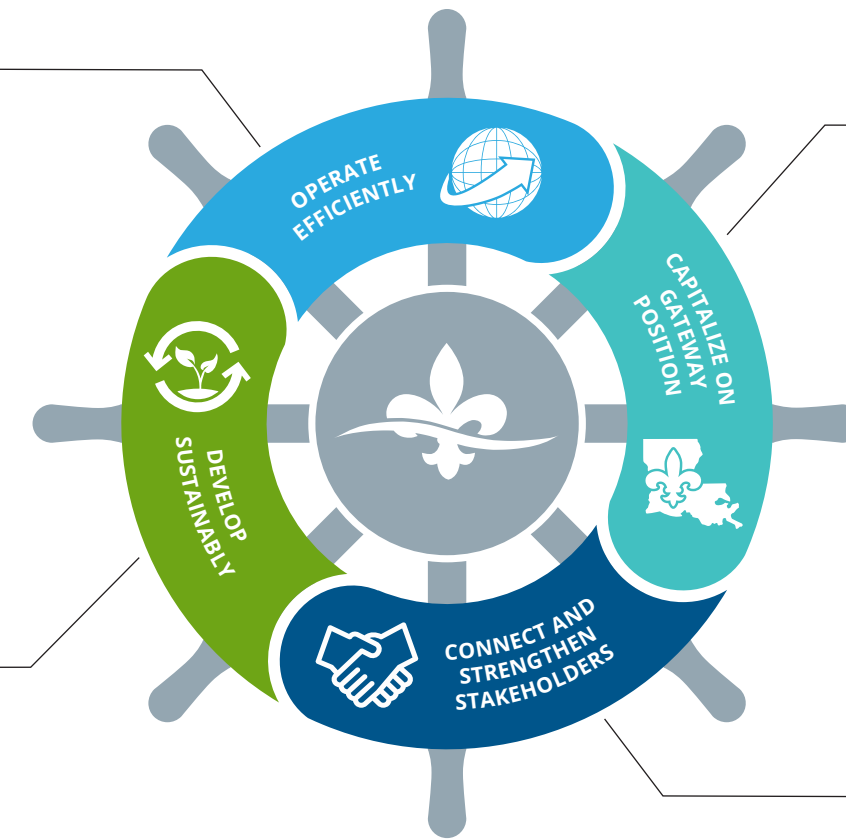 OPERATE
EFFICIENTLY
CAPITALIZE ON
GATEWAY
POSITION
CONNECT AND
STRENGTHEN
STAKEHOLDERS
DEVELOP
SUSTAINABLY